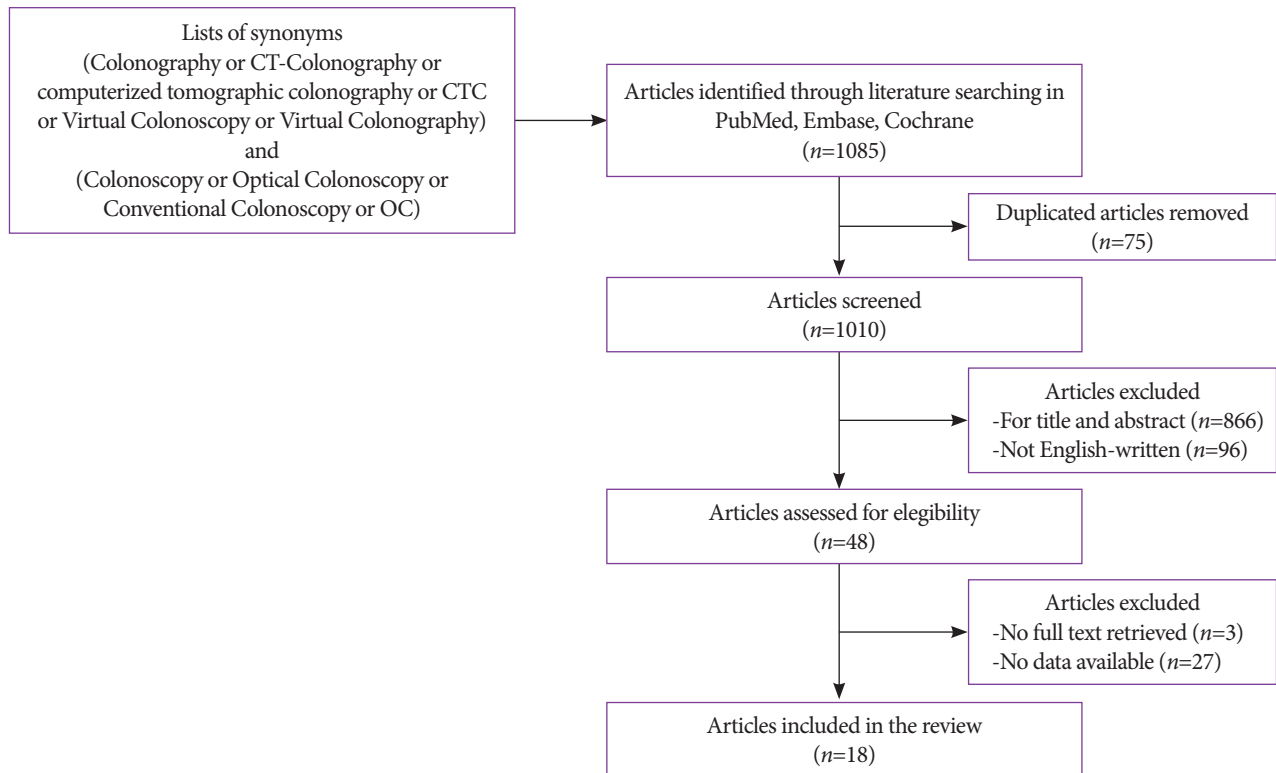 Lists of synonyms
(Colonography or CT-Colonography or
computerized tomographic colonography or CTC
or Virtual Colonoscopy or Virtual Colonography)
and
(Colonoscopy or Optical Colonoscopy or
Conventional Colonoscopy or OC)
Articles identified through literature searching in
PubMed, Embase, Cochrane
(n=1085)
Duplicated articles removed
(n=75)
Articles screened
(n=1010)
Articles excluded
-For title and abstract (n=866)
-Not English-written (n=96)
Articles assessed for elegibility
(n=48)
Articles excluded
-No full text retrieved (n=3)
-No data available (n=27)
Articles included in the review
(n=18)